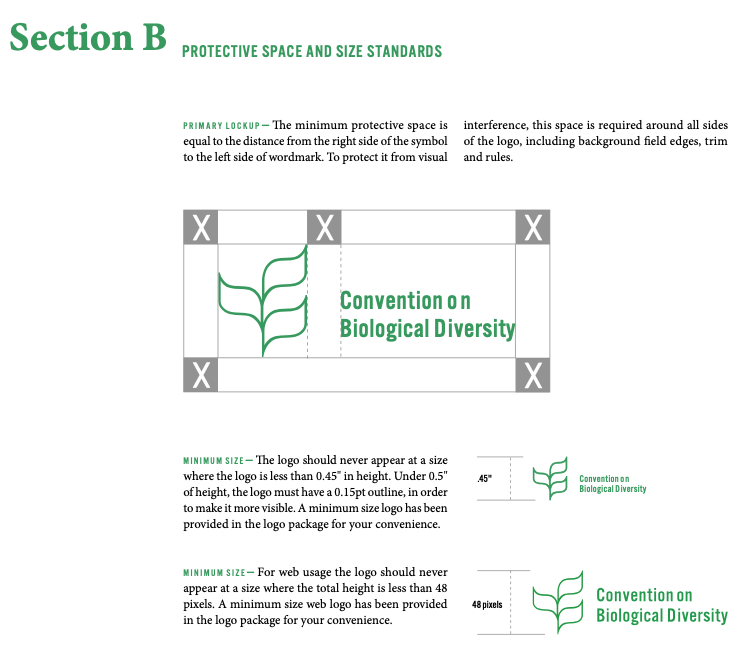 Section B
PROTECTIVE SPACE AND SIZE STANDARDS
PRIMARY LOCKUP— The minimum protective space is
equal to the distance from the right side of the symbol
to the left side of wordmark. To protect it from visual
interference, this space is required around all sides
of the logo, including background field edges, trim
and rules.
X X X
Convention on
Biological Diversity
X X
MINIMUM SIZE— The logo should never appear at a size
where the logo is less than 0.45" in height. Under 0.5"
of height, the logo must have a 0.15pt outline, in order
to make it more visible. A minimum size logo has been
provided in the logo package for your convenience.
.45"
Convention on
Biological Diversity
MINIMUM SIZE— For web usage the logo should never
appear at a size where the total height is less than 48
pixels. A minimum size web logo has been provided
in the logo package for your convenience.
48 pixels
Convention on
Biological Diversity